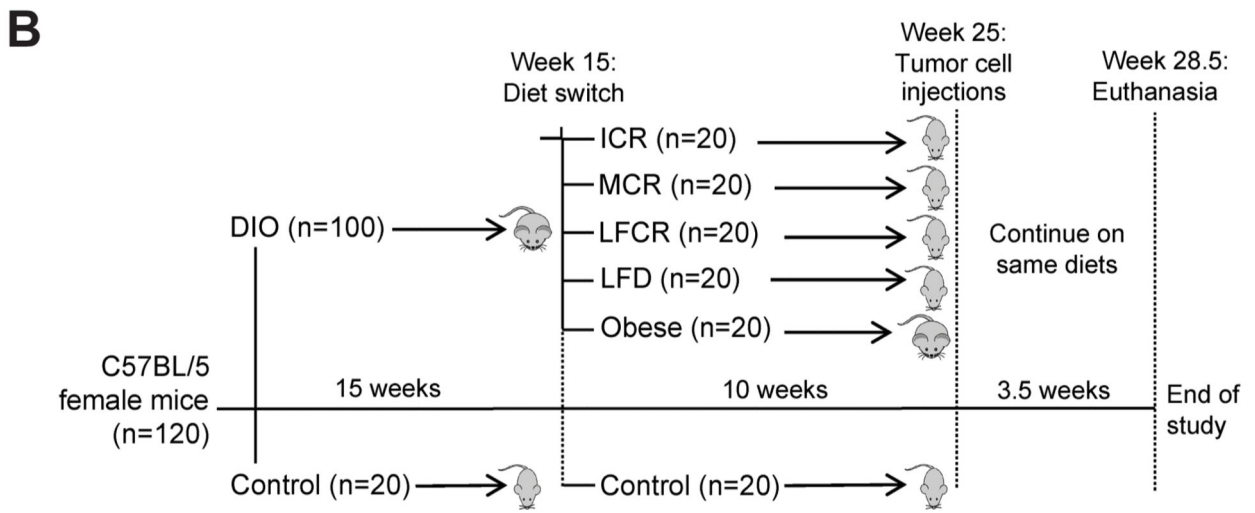 B
Week 15:
Diet switch
Week 25:
Tumor cell
injections
Week 28.5:
Euthanasia
ICR (n=20)
MCR (n=20)
DIO (n=100)
LFCR (n=20)
LFD (n=20)
Obese (n=20)
Continue on
same diets
C57BL/5
female mice
(n=120)
15 weeks
10 weeks
3.5 weeks
End of
study
Control (n=20)
Control (n=20)